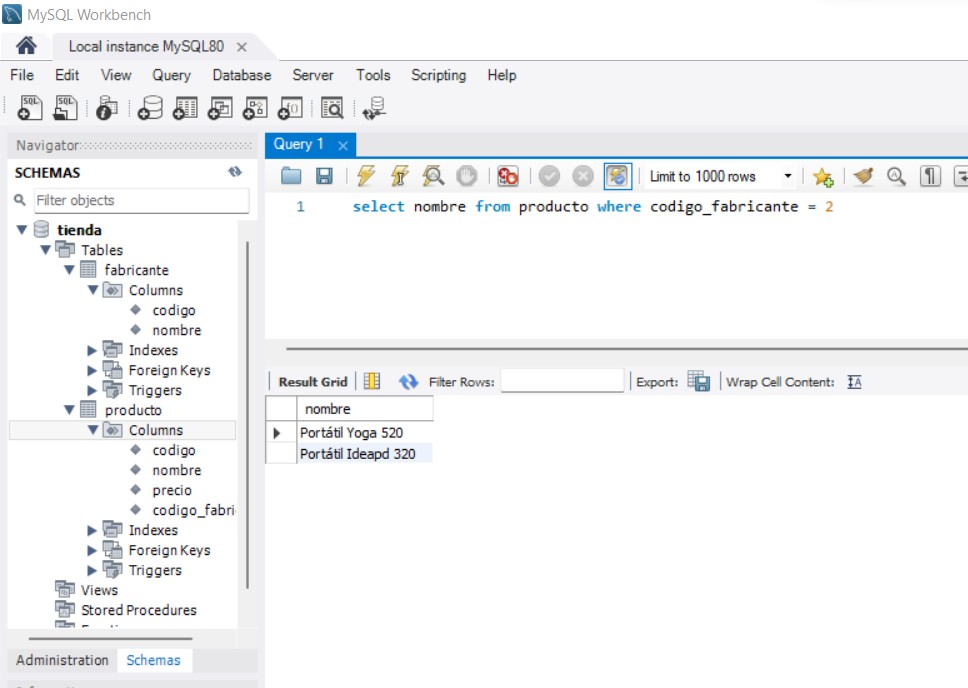 MySQL Workbench
Local instance MySQL80
File Edit View Query Database Server Tools Scripting Help
Navigator
Query 1
SCHEMAS
Limit to 1000 rows
Filter objects
1 select nombre from producto where codigo_fabricante = 2
tienda
Tables
fabricante
Columns
codigo
nombre
Indexes
Foreign Keys
Triggers
producto
Columns
codigo
nombre
precio
codigo_fabri
Indexes
Foreign Keys
Triggers
Views
Stored Procedures
Administration Schemas
Result Grid Filter Rows: Export: Wrap Cell Content:
nombre
Portátil Yoga 520
Portátil Ideapd 320